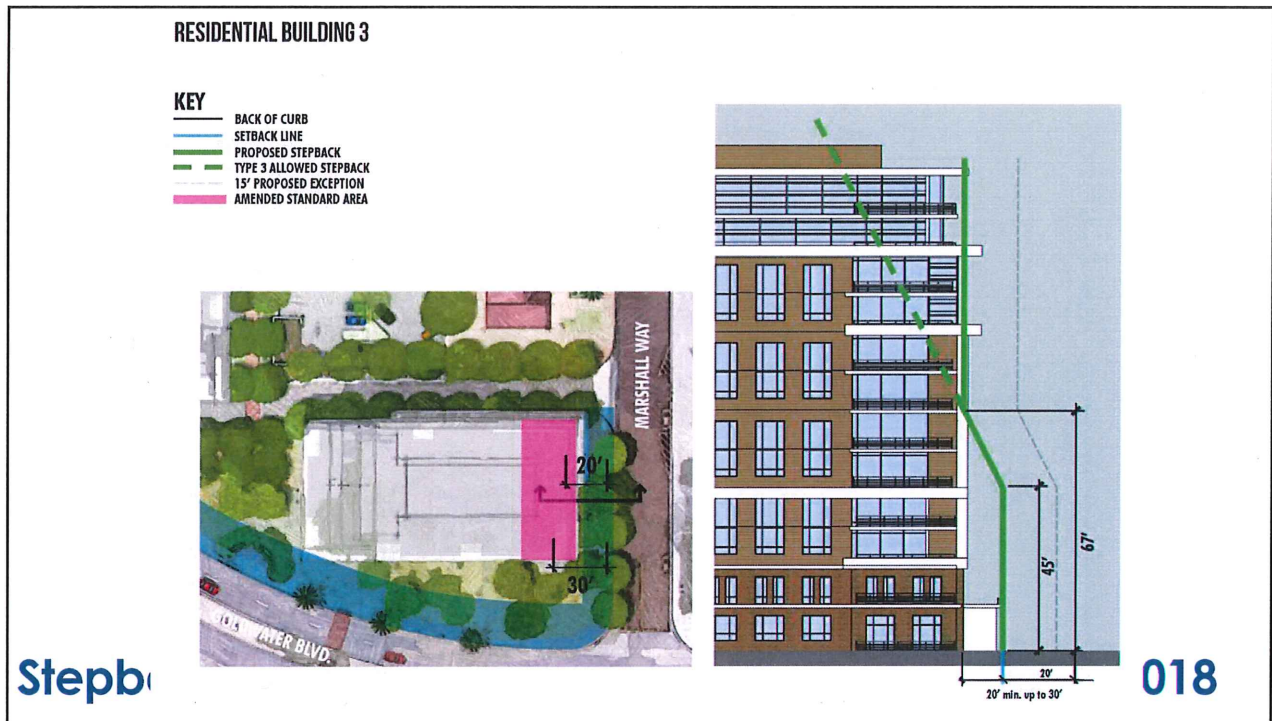 RESIDENTIAL BUILDING 3
KEY
BACK OF CURB
SETBACK LINE
PROPOSED STEPBACK
TYPE 3 ALLOWED STEPBACK
15' PROPOSED EXCEPTION
AMENDED STANDARD AREA
MARSHALL WAY
20'
30'
BLVD.
45'
67'
20'
20' min. up to 30'
018